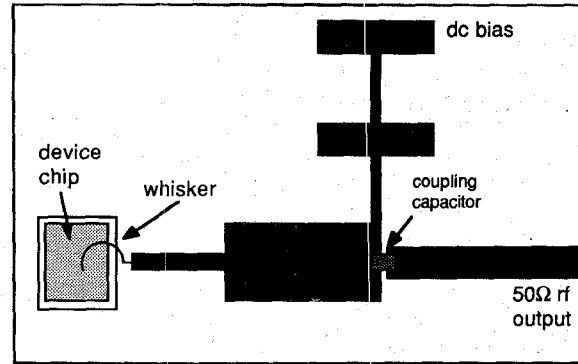 dc bias
device
chip
whisker
coupling
capacitor
50Ω rf
output